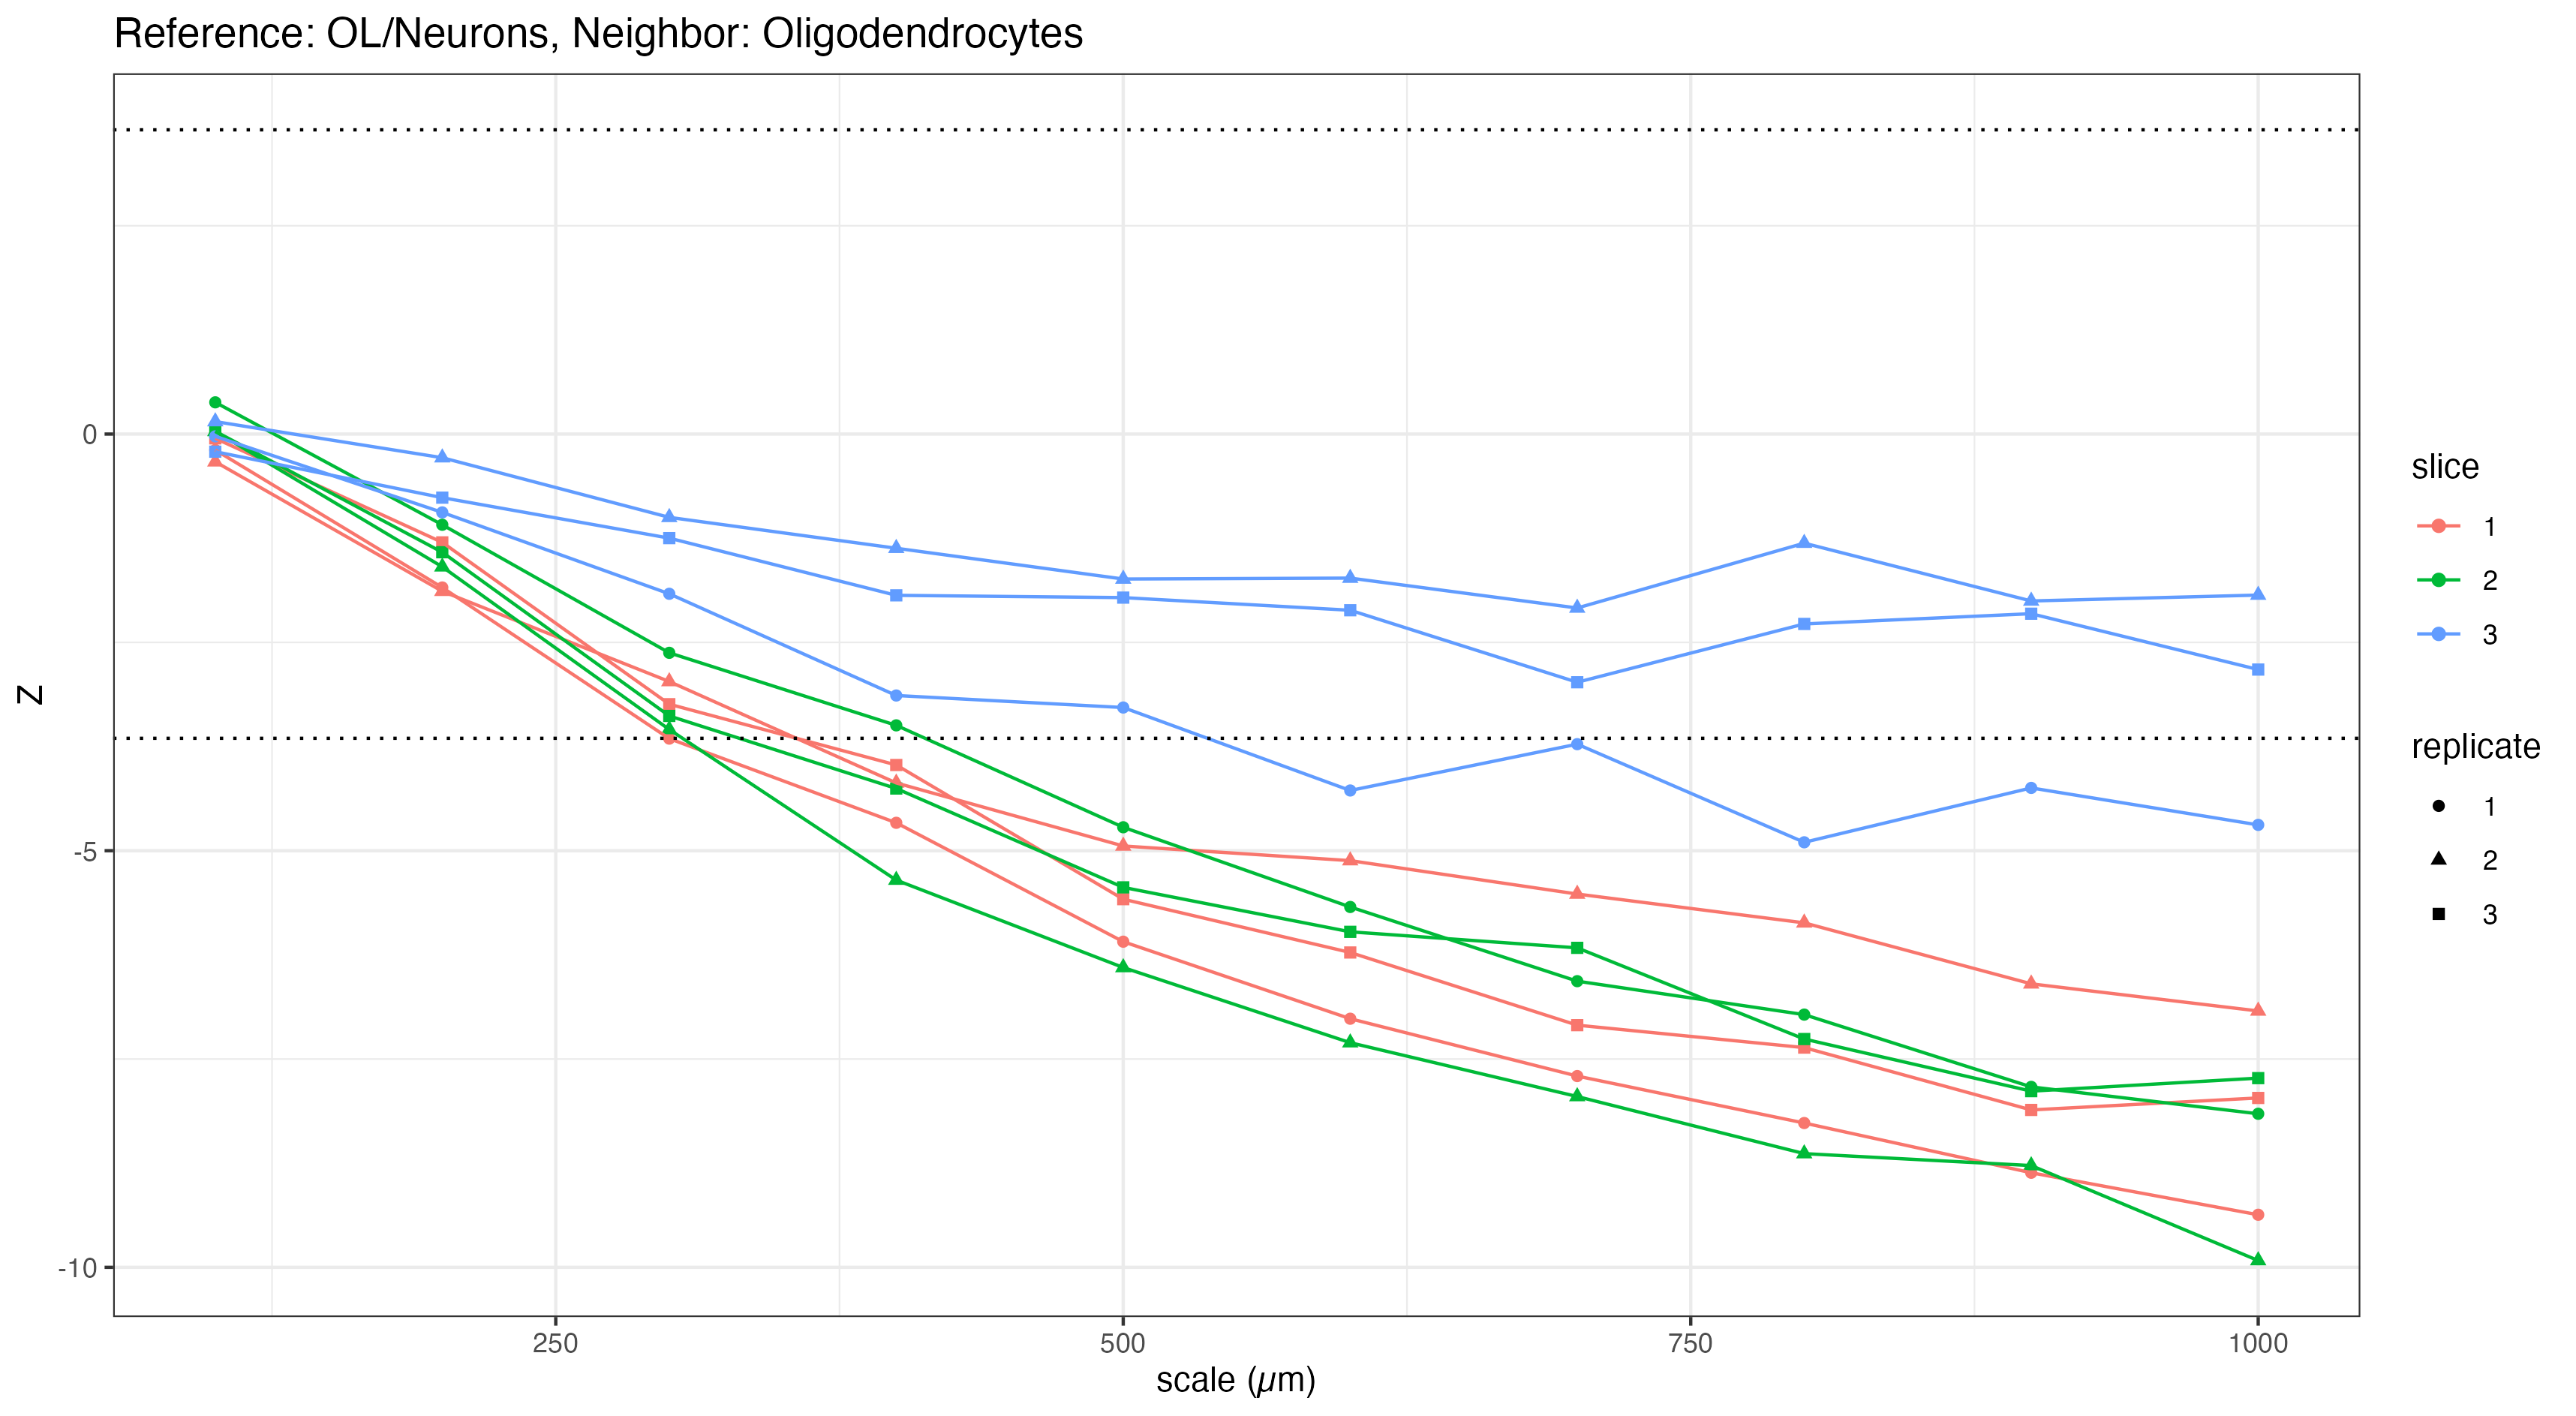 Reference: OL/Neurons, Neighbor: Oligodendrocytes
Z
0
-5
-10
250
500
750
1000
scale (µm)
slice
1
2
3
replicate
1
2
3